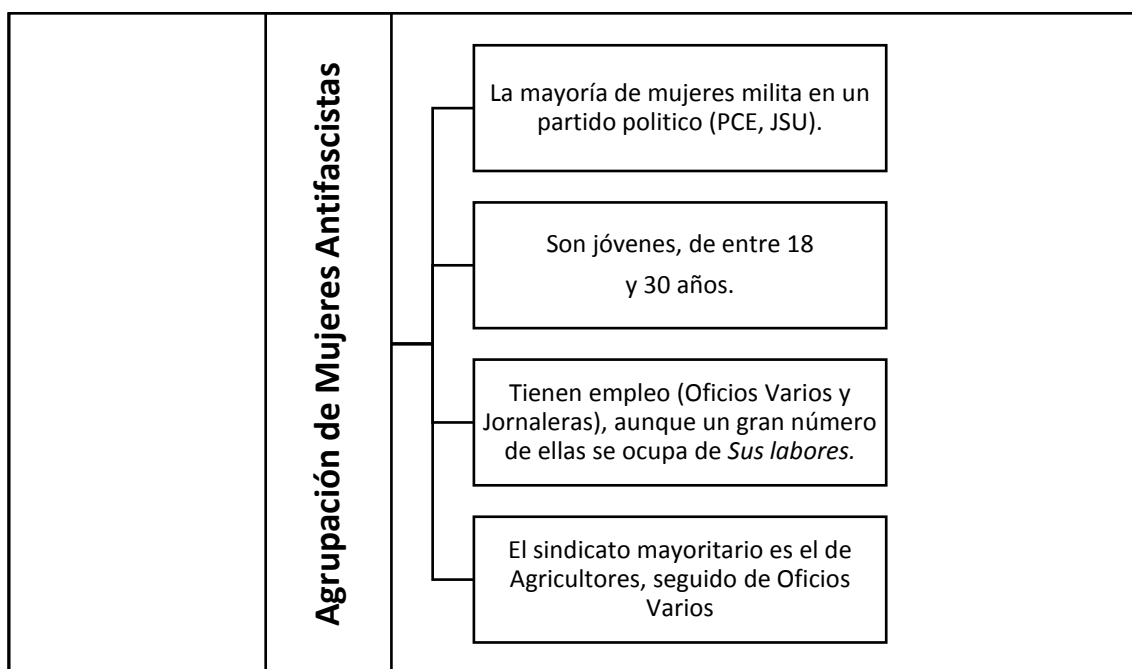 Agrupación de Mujeres Antifascistas
La mayoría de mujeres milita en un
partido politico (PCE, JSU).
Son jóvenes, de entre 18
y 30 años.
Tienen empleo (Oficios Varios y
Jornaleras), aunque un gran número
de ellas se ocupa de Sus labores.
El sindicato mayoritario es el de
Agricultores, seguido de Oficios
Varios